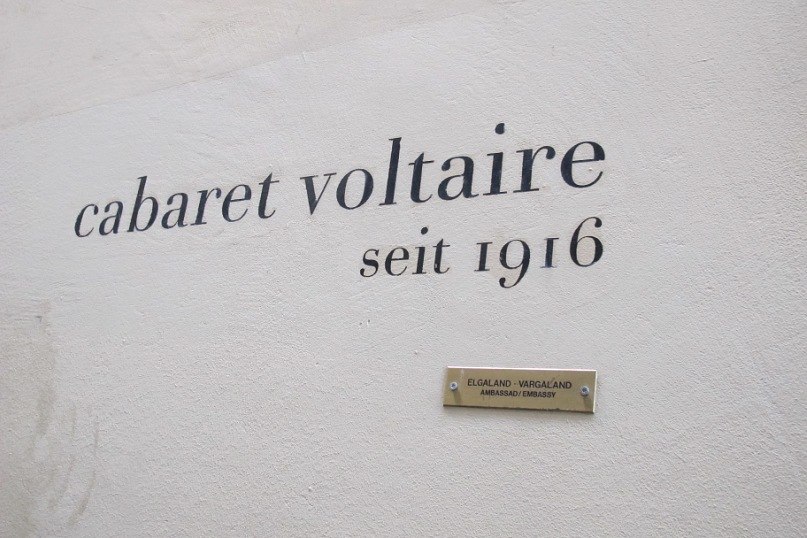 cabaret voltaire
seit 1916
ELGALAND - VARGALAND
AMBASSAD/EMBASSY